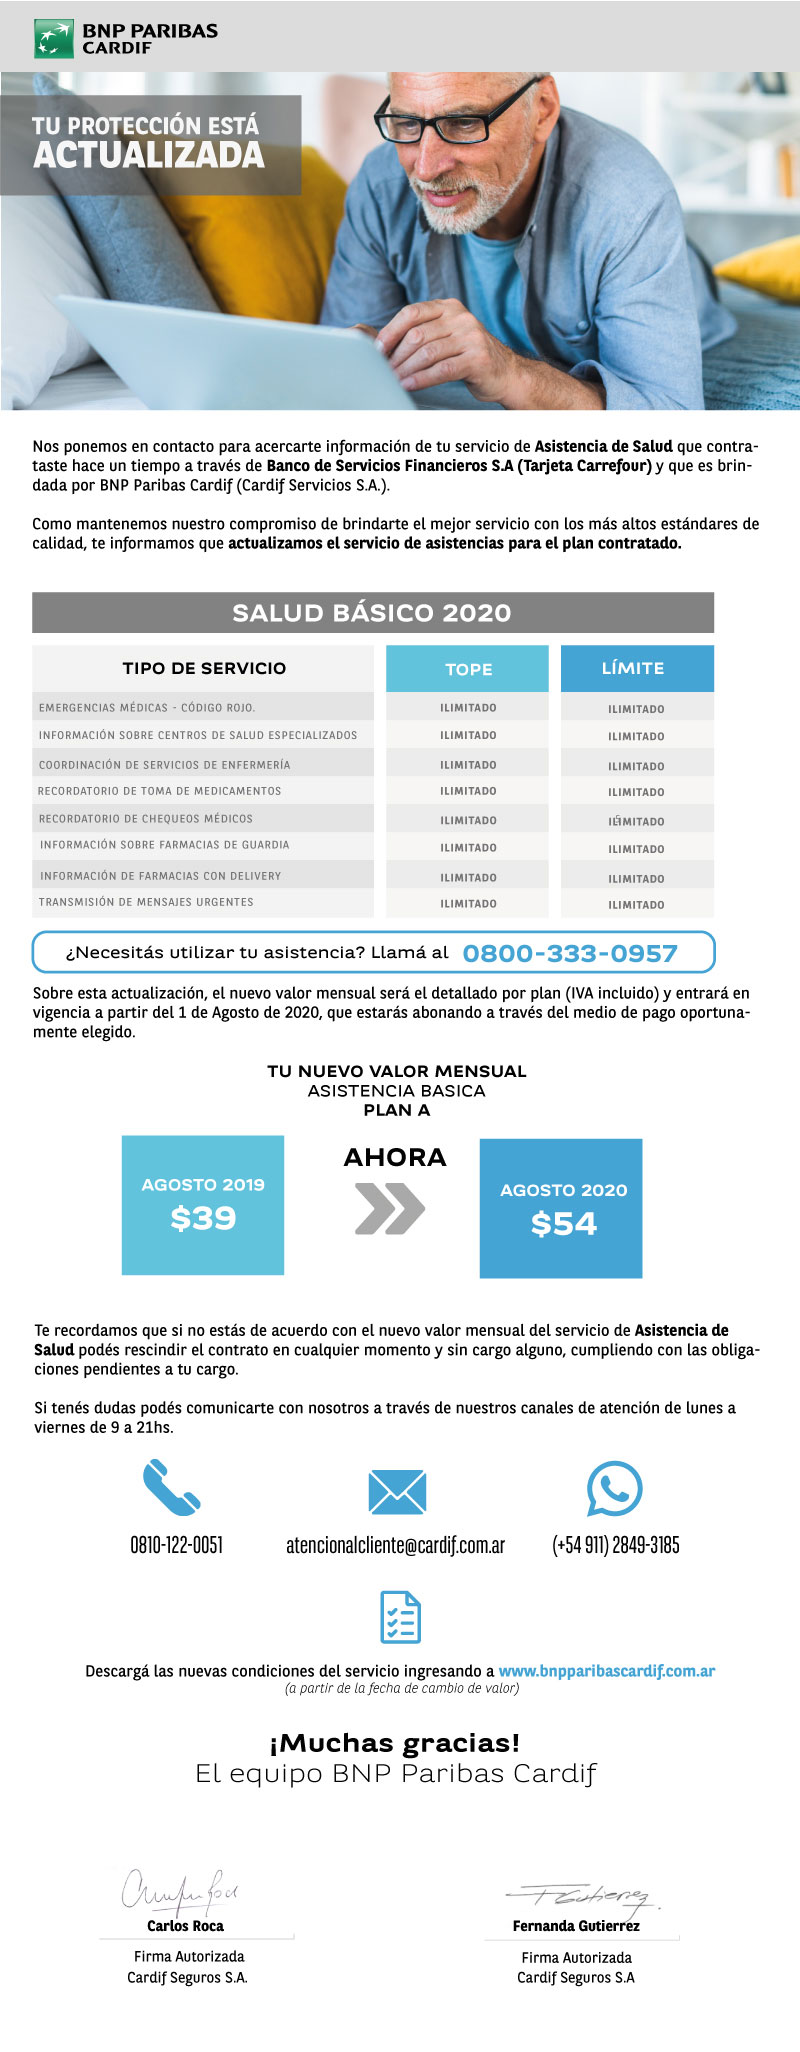 BNP PARIBAS
CARDIF
TU PROTECCIÓN ESTÁ
ACTUALIZADA
Nos ponemos en contacto para acercarte información de tu servicio de Asistencia de Salud que contra-
taste hace un tiempo a través de Banco de Servicios Financieros S.A (Tarjeta Carrefour) y que es brin-
dada por BNP Paribas Cardif (Cardif Servicios S.A.).
Como mantenemos nuestro compromiso de brindarte el mejor servicio con los más altos estándares de
calidad, te informamos que actualizamos el servicio de asistencias para el plan contratado.
SALUD BÁSICO 2020
TIPO DE SERVICIO TOPE LÍMITE
EMERGENCIAS MÉDICAS - CÓDIGO ROJO. ILIMITADO ILIMITADO
INFORMACIÓN SOBRE CENTROS DE SALUD ESPECIALIZADOS ILIMITADO ILIMITADO
COORDINACIÓN DE SERVICIOS DE ENFERMERÍA ILIMITADO ILIMITADO
RECORDATORIO DE TOMA DE MEDICAMENTOS ILIMITADO ILIMITADO
RECORDATORIO DE CHEQUEOS MÉDICOS ILIMITADO ILIMITADO
INFORMACIÓN SOBRE FARMACIAS DE GUARDIA ILIMITADO ILIMITADO
INFORMACIÓN DE FARMACIAS CON DELIVERY ILIMITADO ILIMITADO
TRANSMISIÓN DE MENSAJES URGENTES ILIMITADO ILIMITADO
¿Necesitás utilizar tu asistencia? Llamá al 0800-333-0957
Sobre esta actualización, el nuevo valor mensual será el detallado por plan (IVA incluido) y entrará en
vigencia a partir del 1 de Agosto de 2020, que estarás abonando a través del medio de pago oportuna-
mente elegido.
TU NUEVO VALOR MENSUAL
ASISTENCIA BASICA
PLAN A
AGOSTO 2019
$39
AHORA
AGOSTO 2020
$54
Te recordamos que si no estás de acuerdo con el nuevo valor mensual del servicio de Asistencia de
Salud podés rescindir el contrato en cualquier momento y sin cargo alguno, cumpliendo con las obliga-
ciones pendientes a tu cargo.
Si tenés dudas podés comunicarte con nosotros a través de nuestros canales de atención de lunes a
viernes de 9 a 21hs.
0810-122-0051 atencionalcliente@cardif.com.ar (+54 911) 2849-3185
Descargá las nuevas condiciones del servicio ingresando a www.bnpparibascardif.com.ar
(a partir de la fecha de cambio de valor)
¡Muchas gracias!
El equipo BNP Paribas Cardif
FGutierrez
Carlos Roca Fernanda Gutierrez
Firma Autorizada Firma Autorizada
Cardif Seguros S.A. Cardif Seguros S.A